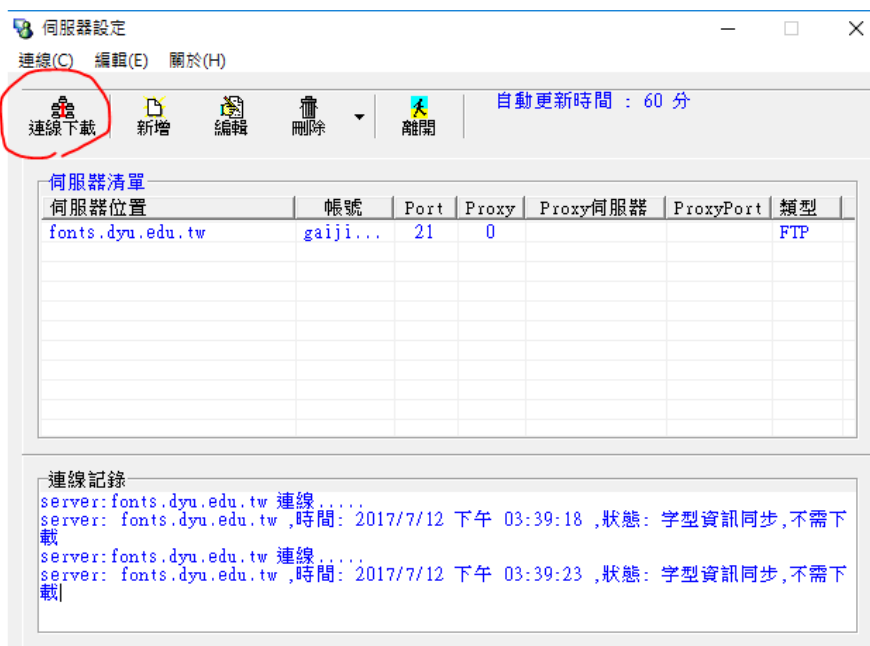 伺服器設定
連線(C) 編輯(E) 關於(H)
連線下載 新增 編輯 刪除 離開 自動更新時間 : 60 分
伺服器清單
伺服器位置 帳號 Port Proxy Proxy伺服器 ProxyPort 類型
fonts.dyu.edu.tw gaiji... 21 0 FTP
連線記錄
server:fonts.dyu.edu.tw 連線.....
server: fonts.dyu.edu.tw ,時間: 2017/7/12 下午 03:39:18 ,狀態: 字型資訊同步,不需下
載
server:fonts.dyu.edu.tw 連線.....
server: fonts.dyu.edu.tw ,時間: 2017/7/12 下午 03:39:23 ,狀態: 字型資訊同步,不需下
載